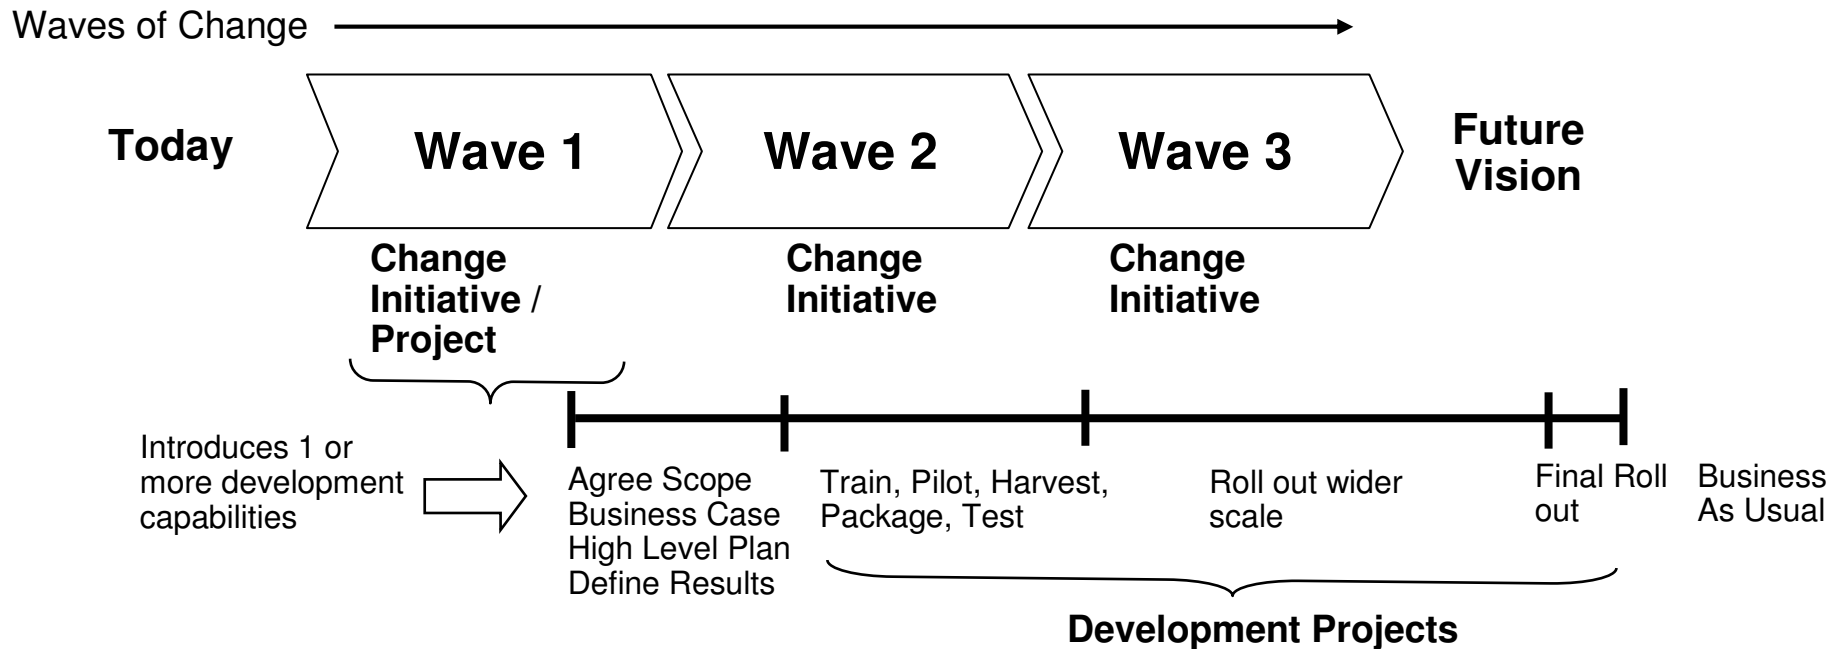 Waves of Change
Today
Wave 1
Wave 2
Wave 3
Future
Vision
Change
Initiative /
Project
Change
Initiative
Change
Initiative
Introduces 1 or
more development
capabilities
Agree Scope
Business Case
High Level Plan
Define Results
Train, Pilot, Harvest,
Package, Test
Roll out wider
scale
Final Roll
out
Business
As Usual
Development Projects